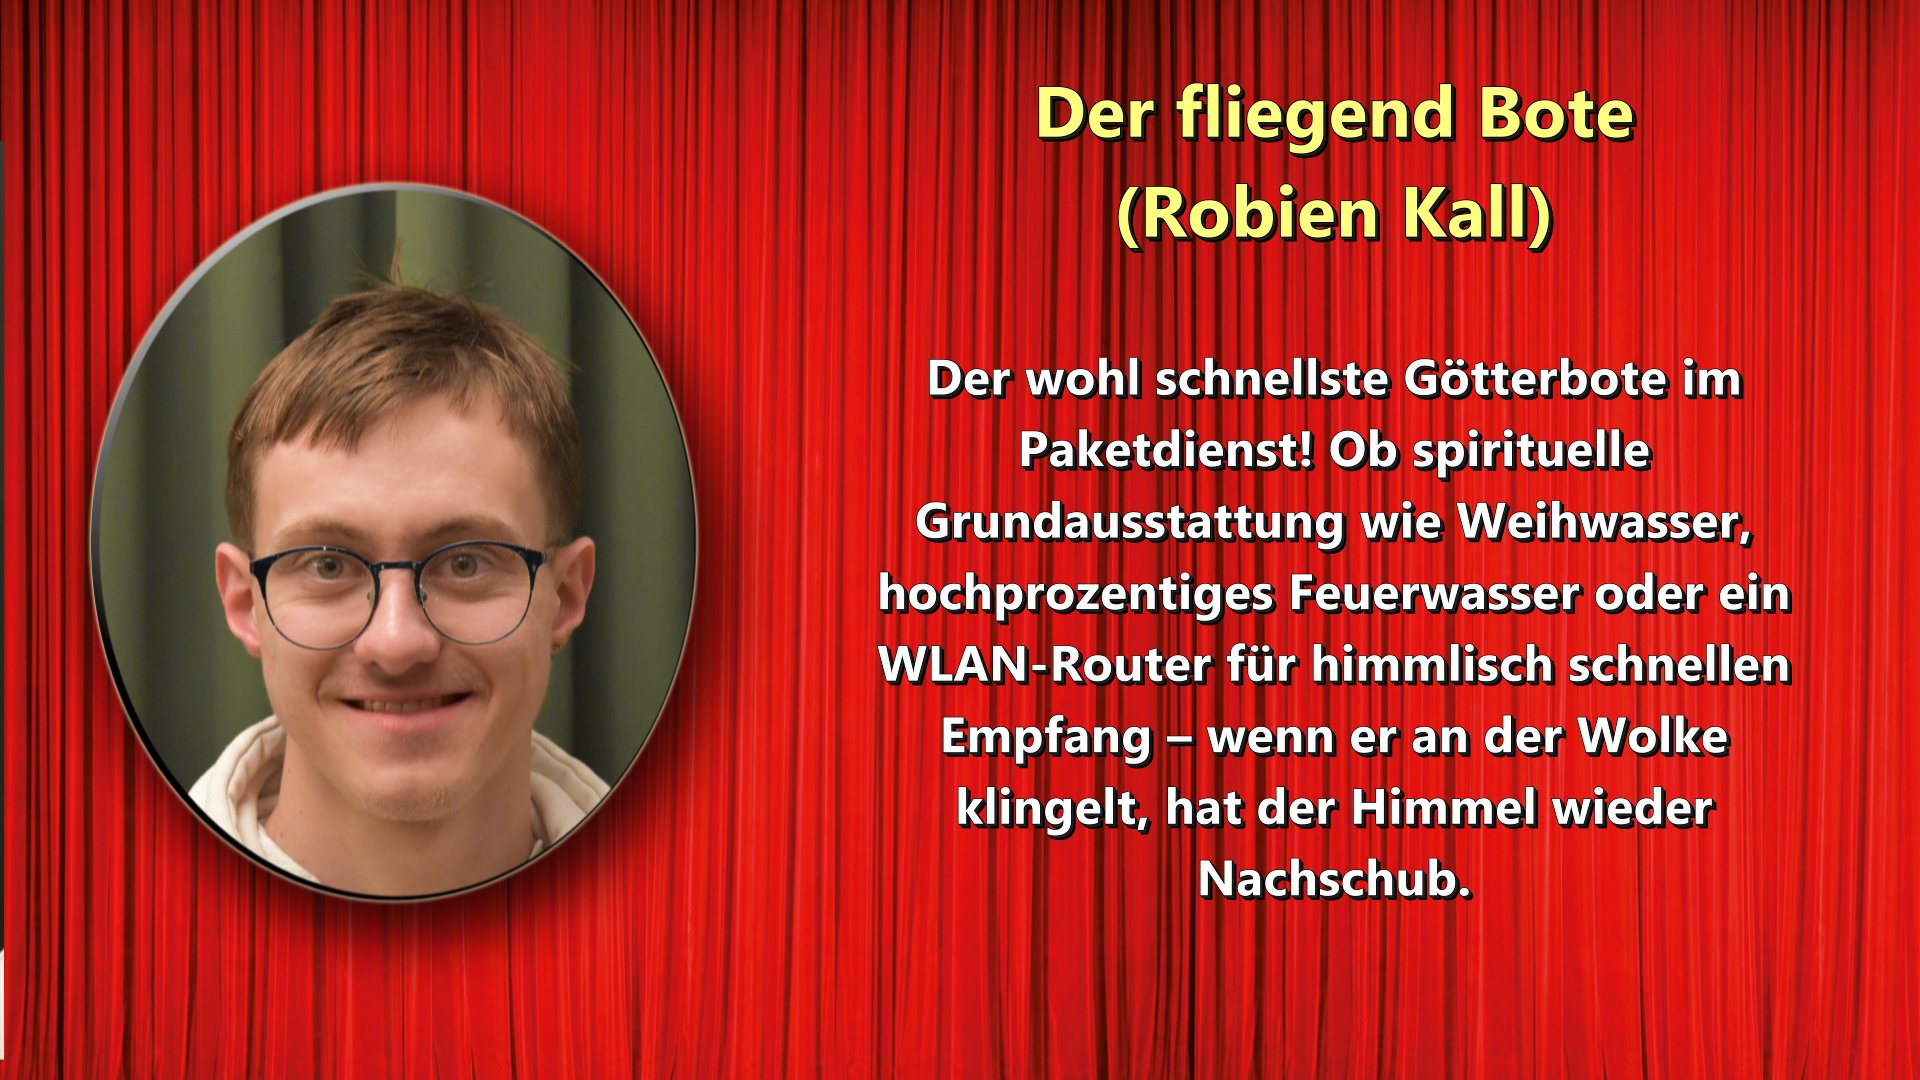 Der fliegend Bote
(Robien Kall)
Der wohl schnellste Götterbote im
Paketdienst! Ob spirituelle
Grundausstattung wie Weihwasser,
hochprozentiges Feuerwasser oder ein
WLAN-Router für himmlisch schnellen
Empfang – wenn er an der Wolke
klingelt, hat der Himmel wieder
Nachschub.